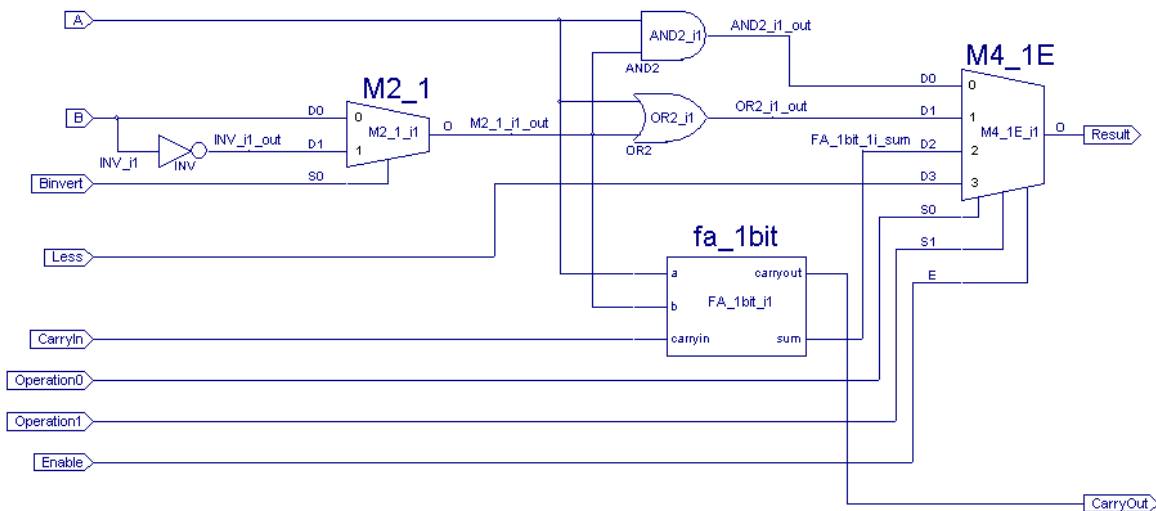 A
AND2_i1
AND2_i1_out
AND2
M4_1E
M2_1
D0
0
B
D0
0
M2_1_i1
O
M2_1_i1_out
OR2_i1
OR2_i1_out
OR2
D1
1
INV_i1_out
D1
1
INV_i1
INV
FA_1bit_1i_sum
D2
2
M4_1E_i1
O
Result
Binvert
S0
D3
3
S0
fa_1bit
S1
Less
a
carryout
E
FA_1bit_i1
b
CarryIn
carryin
sum
Operation0
Operation1
Enable
CarryOut